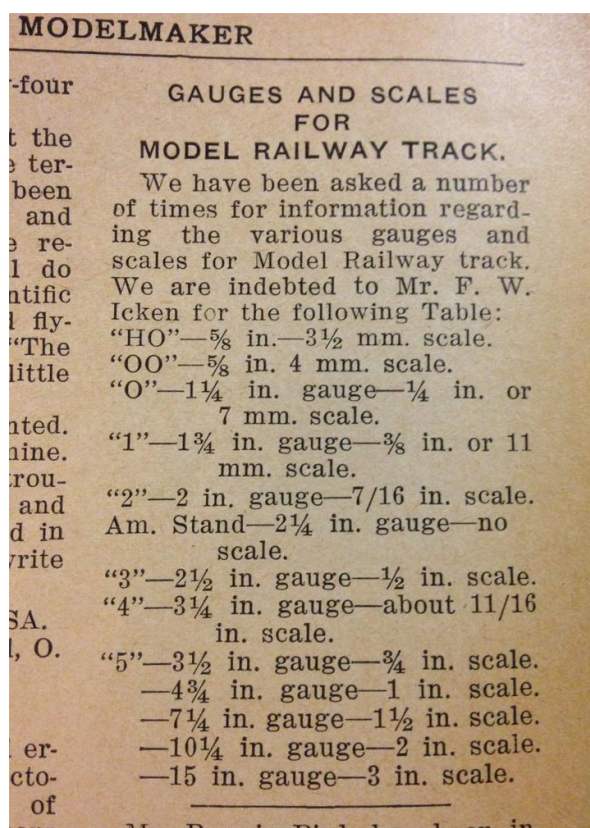 MODELMAKER
-four
t the
ter-
been
and
e re-
l do
ntific
fly-
“The
little
nted.
nine.
trou-
and
d in
write
SA.
, O.
er-
cto-
of
GAUGES AND SCALES
FOR
MODEL RAILWAY TRACK.
We have been asked a number
of times for information regard-
ing the various gauges and
scales for Model Railway track.
We are indebted to Mr. F. W.
Icken for the following Table:
“HO”—⅝ in.—3½ mm. scale.
“OO”—⅝ in. 4 mm. scale.
“O”—1¼ in. gauge—¼ in. or
7 mm. scale.
“1”—1¾ in. gauge—⅜ in. or 11
mm. scale.
“2”—2 in. gauge—7/16 in. scale.
Am. Stand—2¼ in. gauge—no
scale.
“3”—2½ in. gauge—½ in. scale.
“4”—3¼ in. gauge—about 11/16
in. scale.
“5”—3½ in. gauge—¾ in. scale.
—4¾ in. gauge—1 in. scale.
—7¼ in. gauge—1½ in. scale.
—10¼ in. gauge—2 in. scale.
—15 in. gauge—3 in. scale.